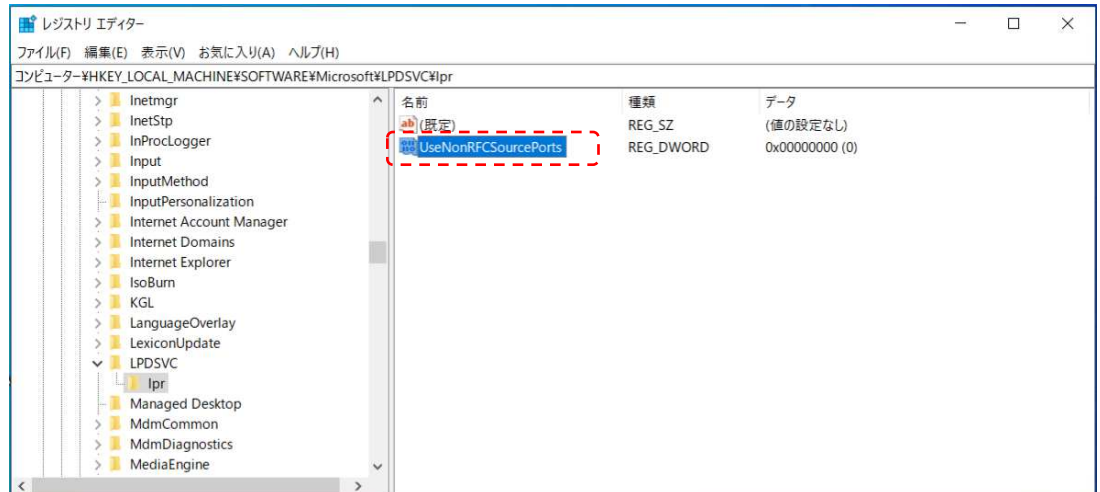 レジストリ エディター
ファイル(F) 編集(E) 表示(V) お気に入り(A) ヘルプ(H)
コンピューター¥HKEY_LOCAL_MACHINE¥SOFTWARE¥Microsoft¥LPDSVC¥lpr
Inetmgr
InetStp
InProcLogger
Input
InputMethod
InputPersonalization
Internet Account Manager
Internet Domains
Internet Explorer
IsoBurn
KGL
LanguageOverlay
LexiconUpdate
LPDSVC
lpr
Managed Desktop
MdmCommon
MdmDiagnostics
MediaEngine
名前 種類 データ
ab (既定) REG_SZ (値の設定なし)
UseNonRFCSourcePorts REG_DWORD 0x00000000 (0)